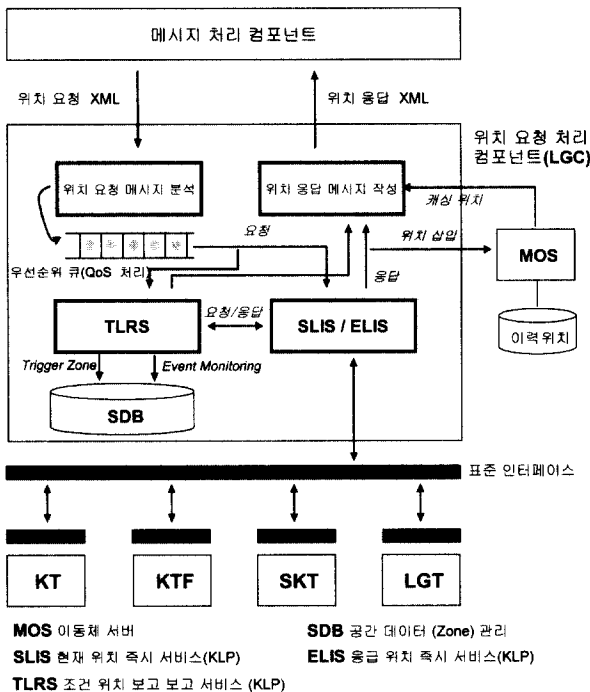 메시지 처리 컴포넌트
위치 요청 XML
위치 응답 XML
위치 요청 처리
컴포넌트(LGC)
위치 요청 메시지 분석
위치 응답 메시지 작성
캐싱 위치
요청
위치 삽입
MOS
우선순위 큐(QoS 처리)
응답
TLRS
요청/응답
SLIS / ELIS
이력위치
Trigger Zone
Event Monitoring
SDB
표준 인터페이스
KT
KTF
SKT
LGT
MOS 이동체 서버
SDB 공간 데이터 (Zone) 관리
SLIS 현재 위치 즉시 서비스(KLP)
ELIS 응급 위치 즉시 서비스(KLP)
TLRS 조건 위치 보고 보고 서비스 (KLP)